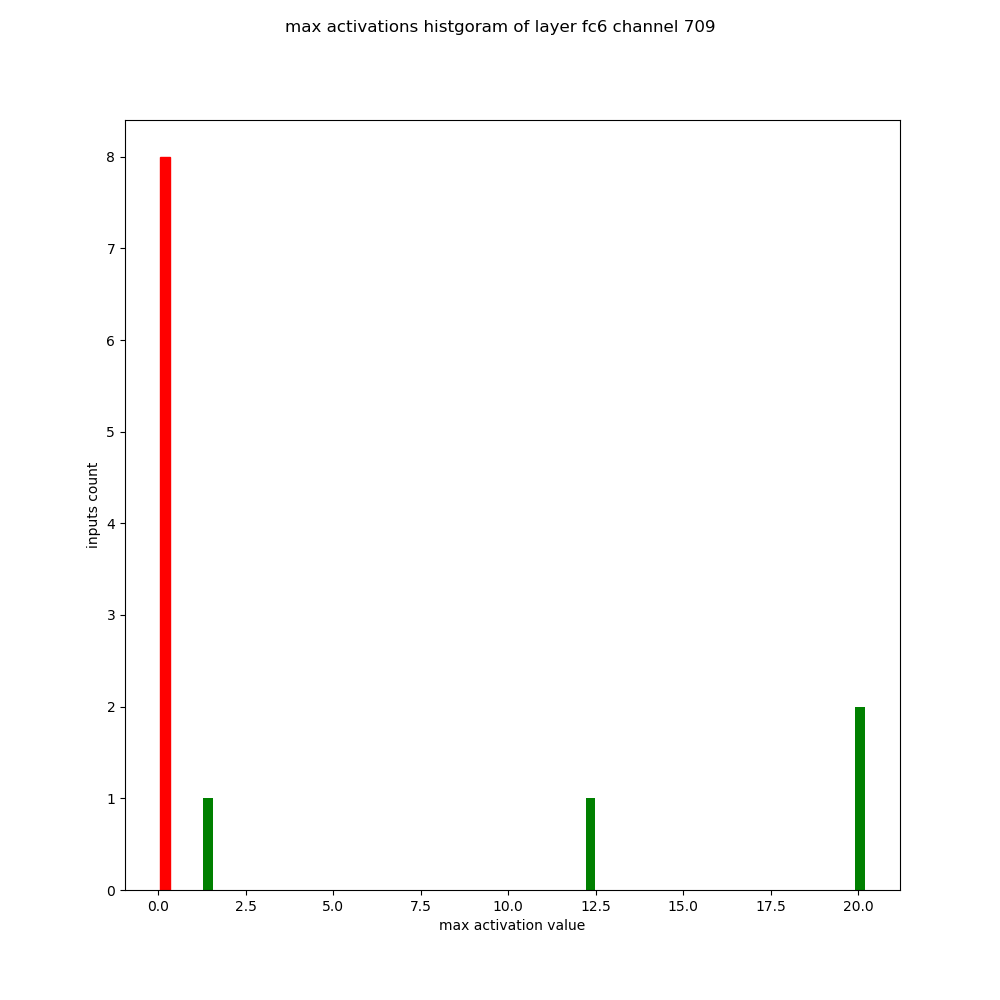 max activations histgoram of layer fc6 channel 709
8
7
6
5
4
3
2
1
0
inputs count
0.0 2.5 5.0 7.5 10.0 12.5 15.0 17.5 20.0
max activation value